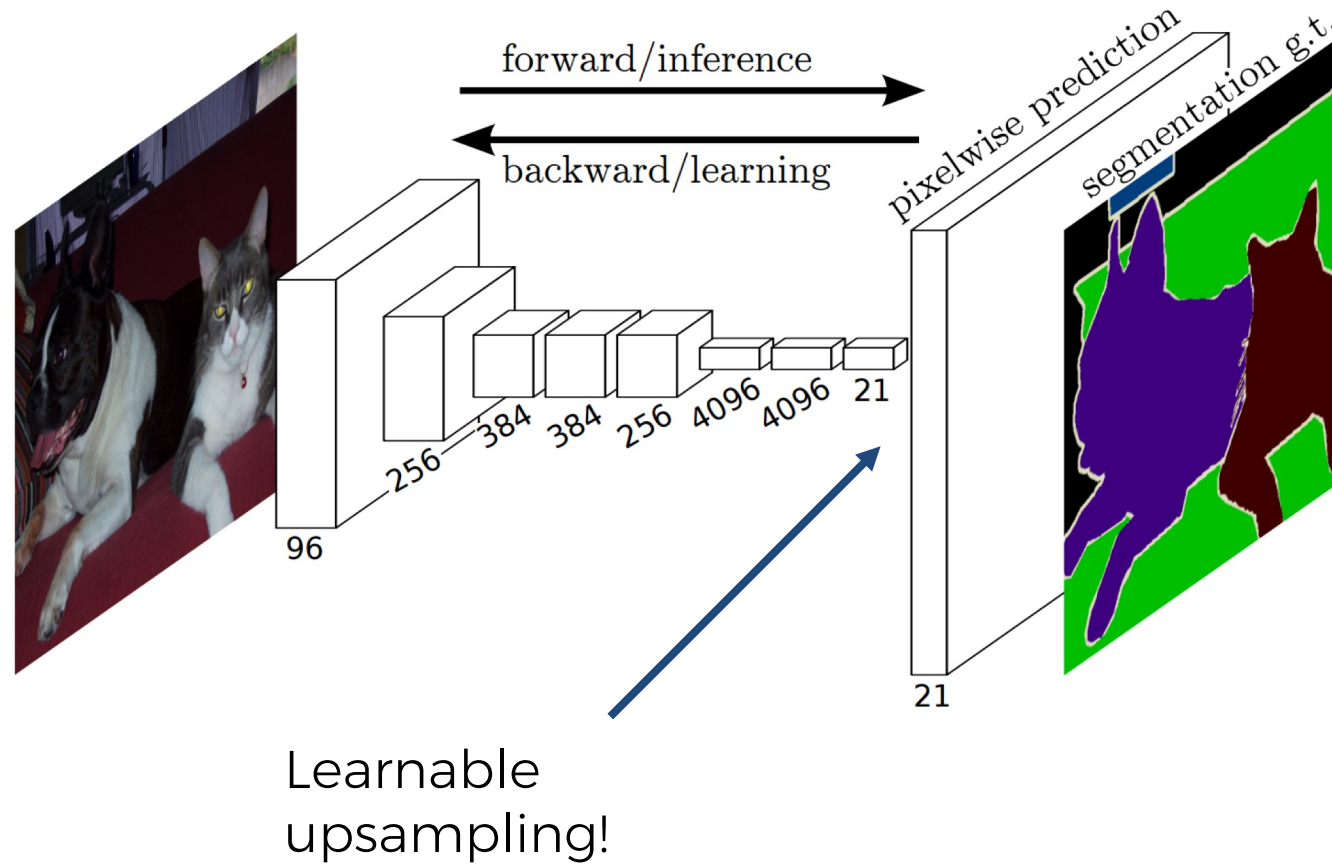 forward/inference
backward/learning
pixelwise prediction
segmentation g.t.
96
256
384
384
256
4096
4096
21
21
Learnable
upsampling!